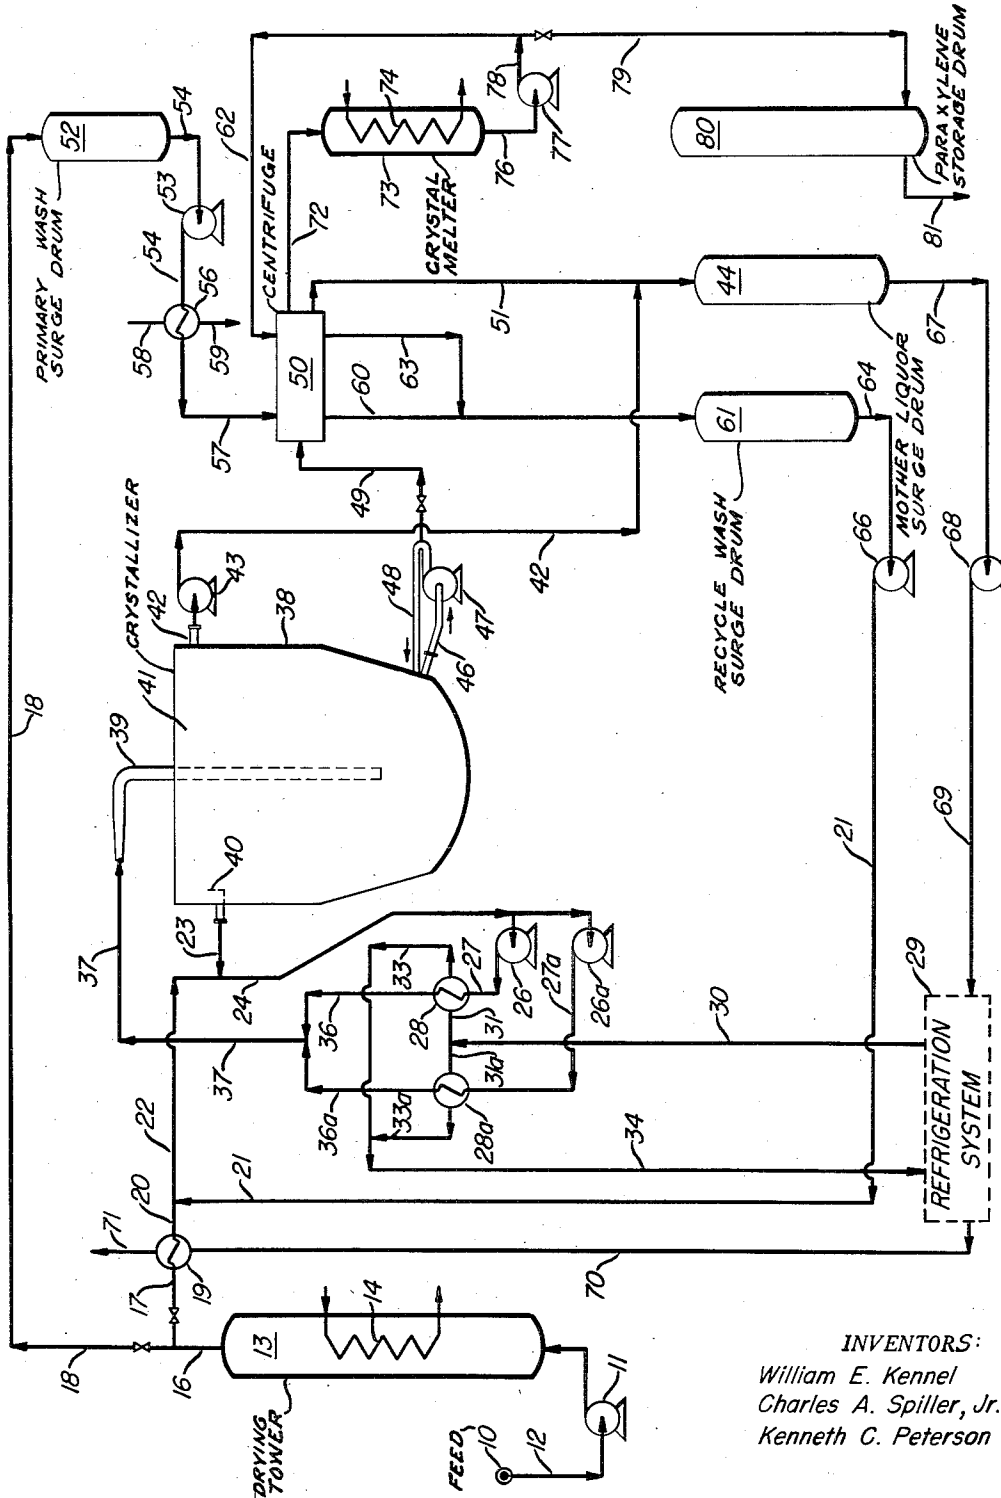 18
PRIMARY WASH
SURGE DRUM
52
54
53
54
56
58
59
57
62
CENTRIFUGE
50
72
73
74
CRYSTAL
MELTER
76
77
78
79
80
PARAXYLENE
STORAGE DRUM
81
51
63
60
49
44
67
MOTHER LIQUOR
SURGE DRUM
61
64
RECYCLE WASH
SURGE DRUM
66
68
69
CRYSTALLIZER
41
42
43
38
42
48
46
47
39
40
37
23
24
37
36
33
27
26
27a
26a
28
31
31a
30
36a
33a
28a
34
21
21
22
20
71
17
19
70
29
REFRIGERATION
SYSTEM
18
16
13
14
DRYING
TOWER
FEED
10
12
11
INVENTORS:
William E. Kennel
Charles A. Spiller, Jr.
Kenneth C. Peterson